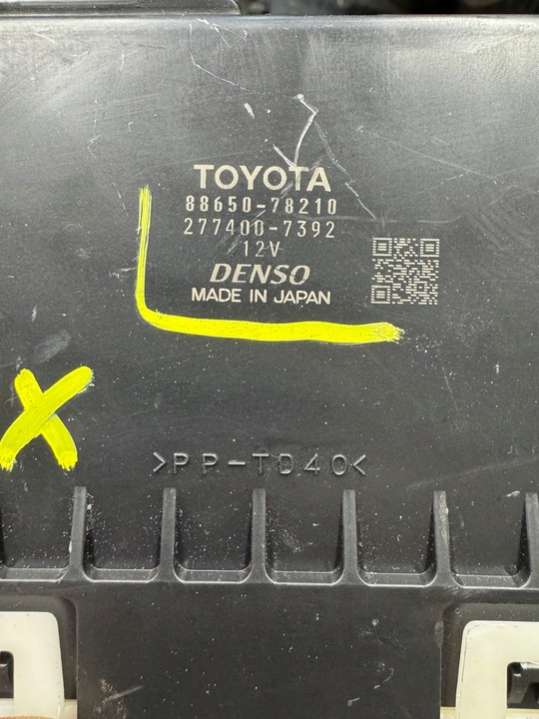 TOYOTA
88650-78210
277400-7392
12V
DENSO
MADE IN JAPAN
X
>PP-TD40<